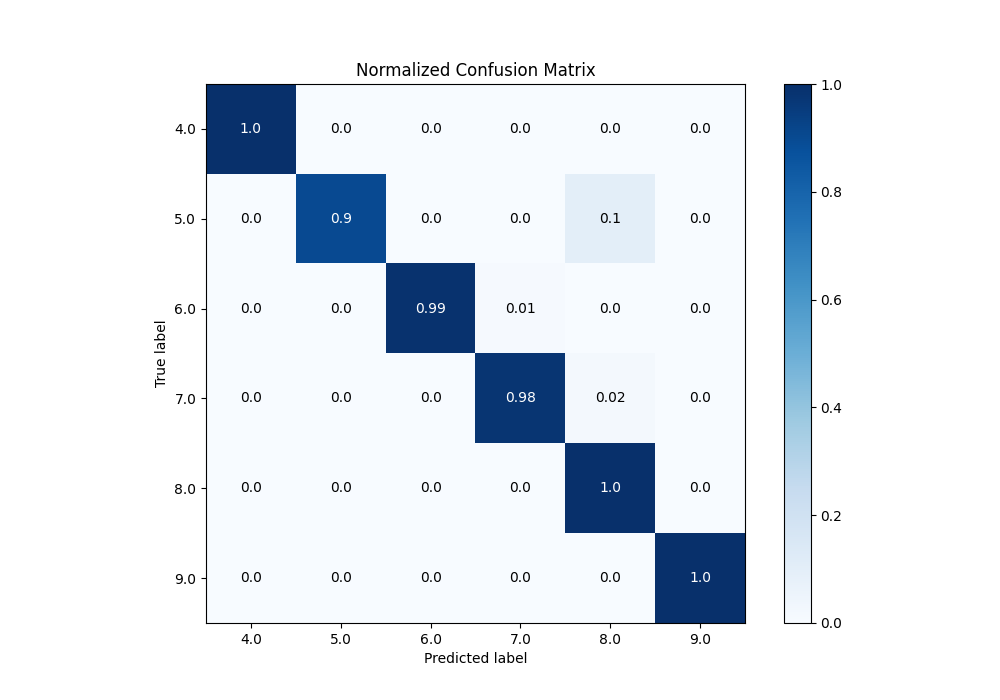 Normalized Confusion Matrix
4.0 1.0 0.0 0.0 0.0 0.0 0.0
5.0 0.0 0.9 0.0 0.0 0.1 0.0
6.0 0.0 0.0 0.99 0.01 0.0 0.0
7.0 0.0 0.0 0.0 0.98 0.02 0.0
8.0 0.0 0.0 0.0 0.0 1.0 0.0
9.0 0.0 0.0 0.0 0.0 0.0 1.0
4.0 5.0 6.0 7.0 8.0 9.0
Predicted label
True label
1.0
0.8
0.6
0.4
0.2
0.0